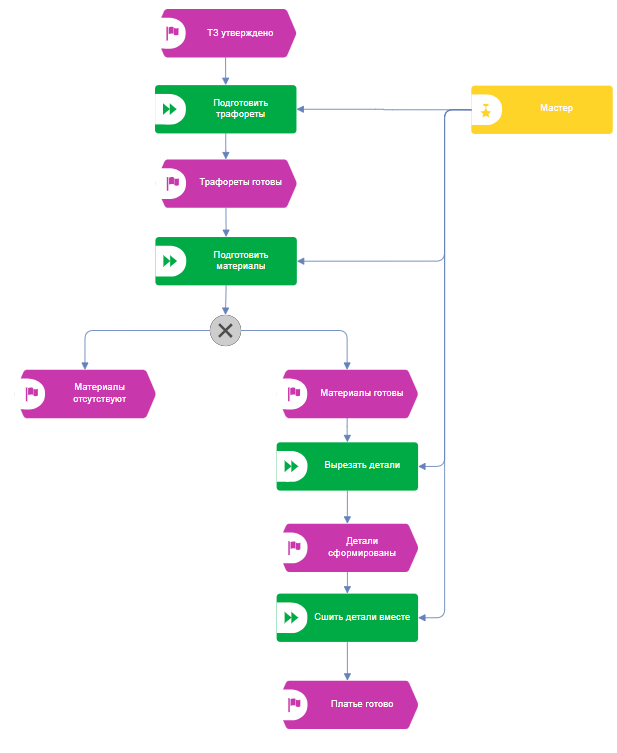 ТЗ утверждено
Подготовить
трафореты
Мастер
Трафореты готовы
Подготовить
материалы
Материалы
отсутствуют
Материалы готовы
Вырезать детали
Детали
сформированы
Сшить детали вместе
Платье готово